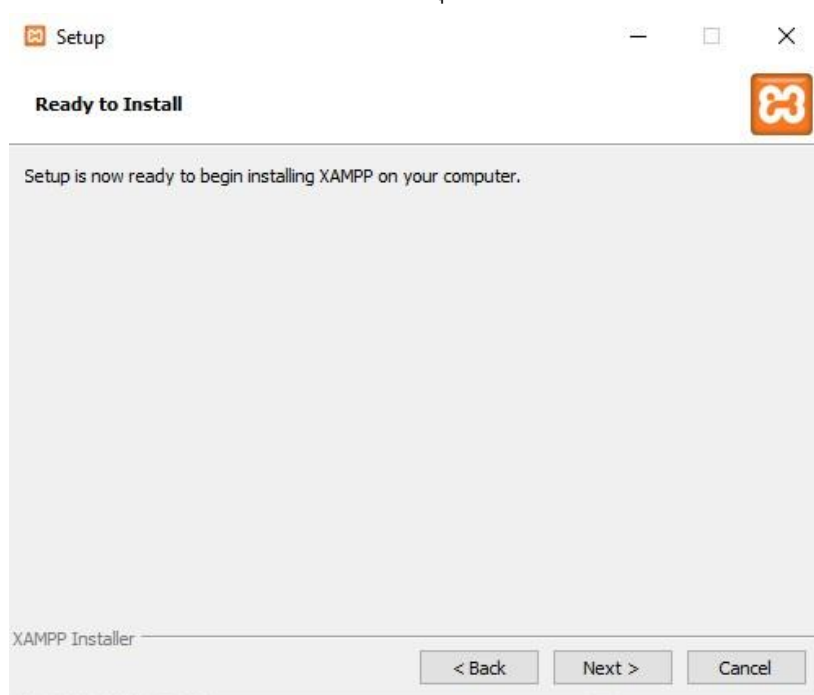 Setup
Ready to Install
Setup is now ready to begin installing XAMPP on your computer.
XAMPP Installer
< Back
Next >
Cancel